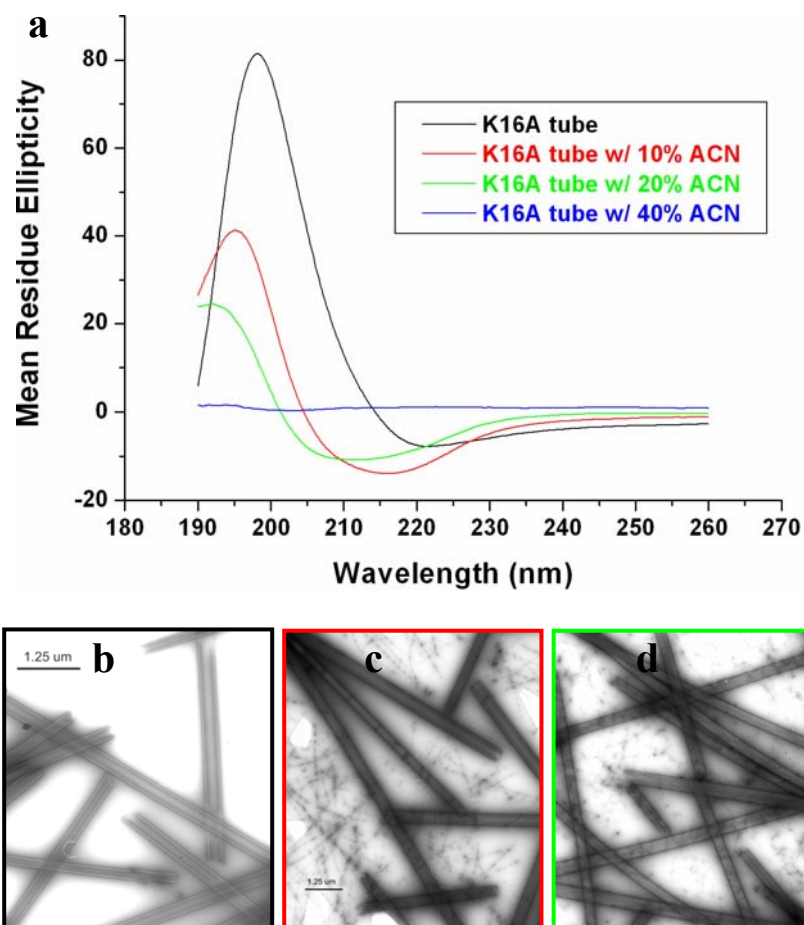 a
80
60
40
20
0
-20
Mean Residue Ellipticity
K16A tube
K16A tube w/ 10% ACN
K16A tube w/ 20% ACN
K16A tube w/ 40% ACN
180 190 200 210 220 230 240 250 260 270
Wavelength (nm)
b
1.25 um
c
1.25 um
d